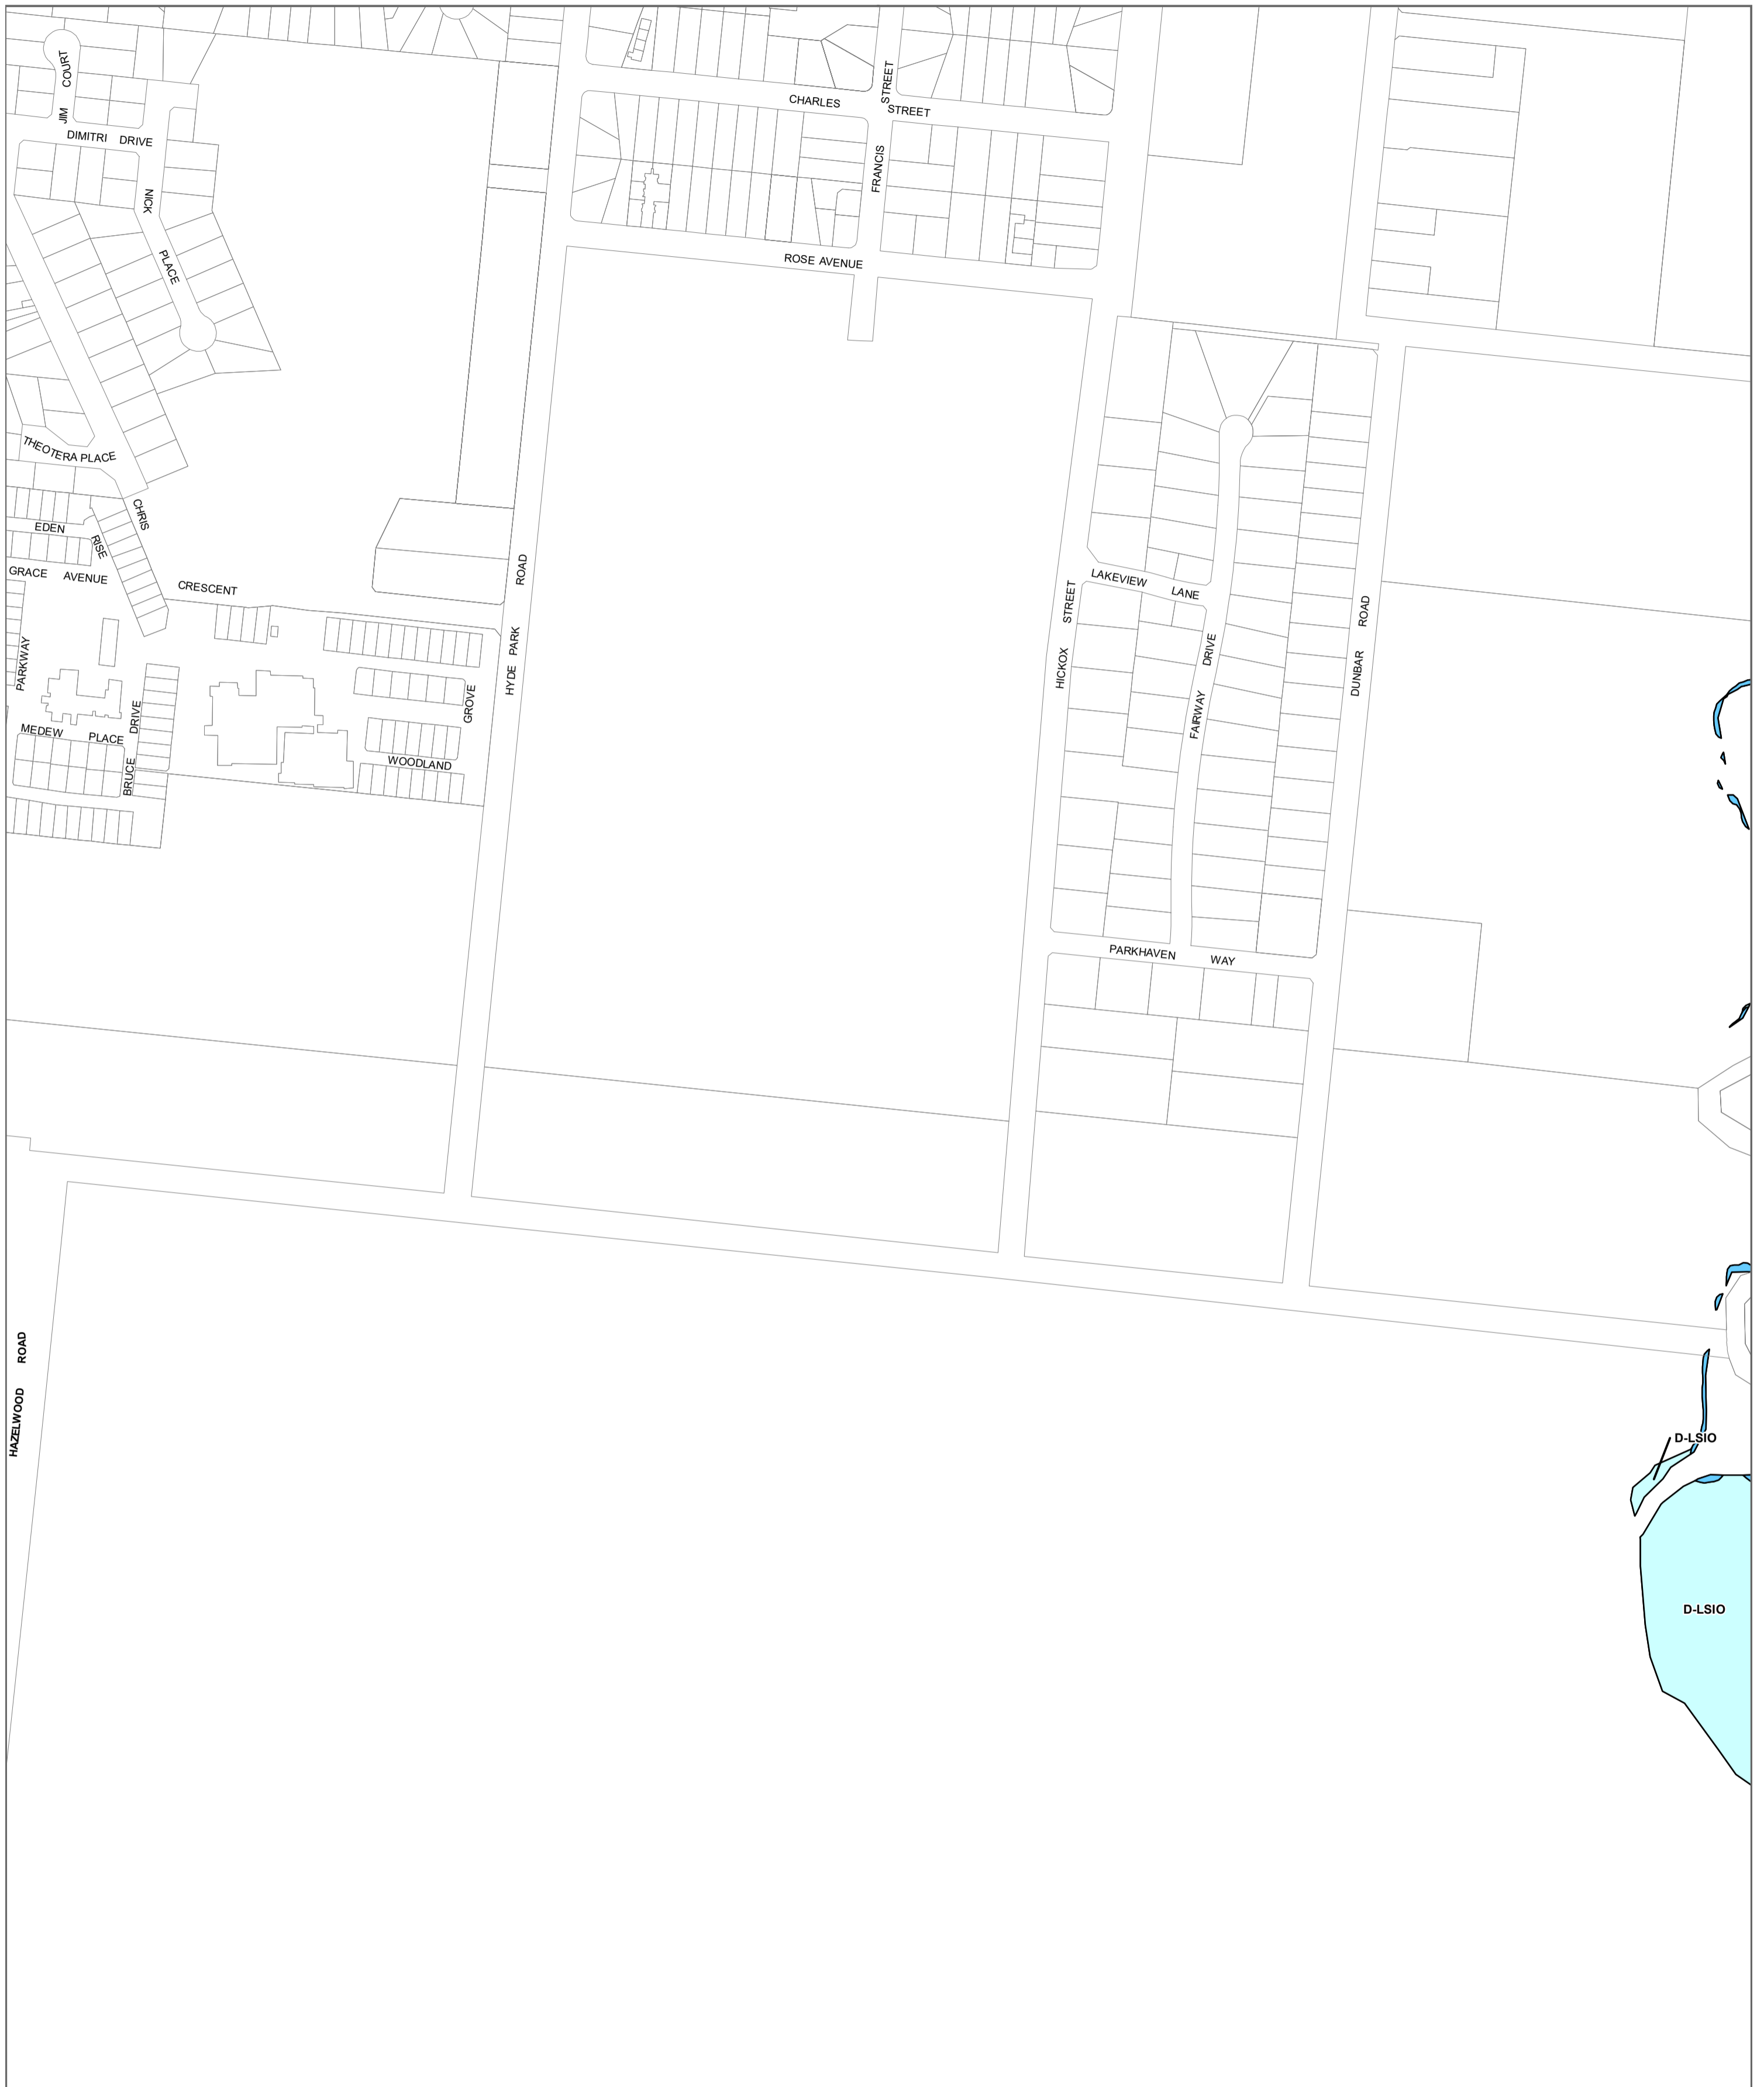 JIM COURT
DIMITRI DRIVE
NICK PLACE
CHARLES STREET
FRANCIS STREET
ROSE AVENUE
THEOTERA PLACE
CHRIS CRESCENT
EDEN RISE
GRACE AVENUE
PARKWAY
MEDEW PLACE
BRUCE DRIVE
WOODLAND GROVE
HYDE PARK ROAD
HICKOX STREET
LAKEVIEW LANE
FAIRWAY DRIVE
DUNBAR ROAD
PARKHAVEN WAY
HAZELWOOD ROAD
D-LSIO
D-LSIO